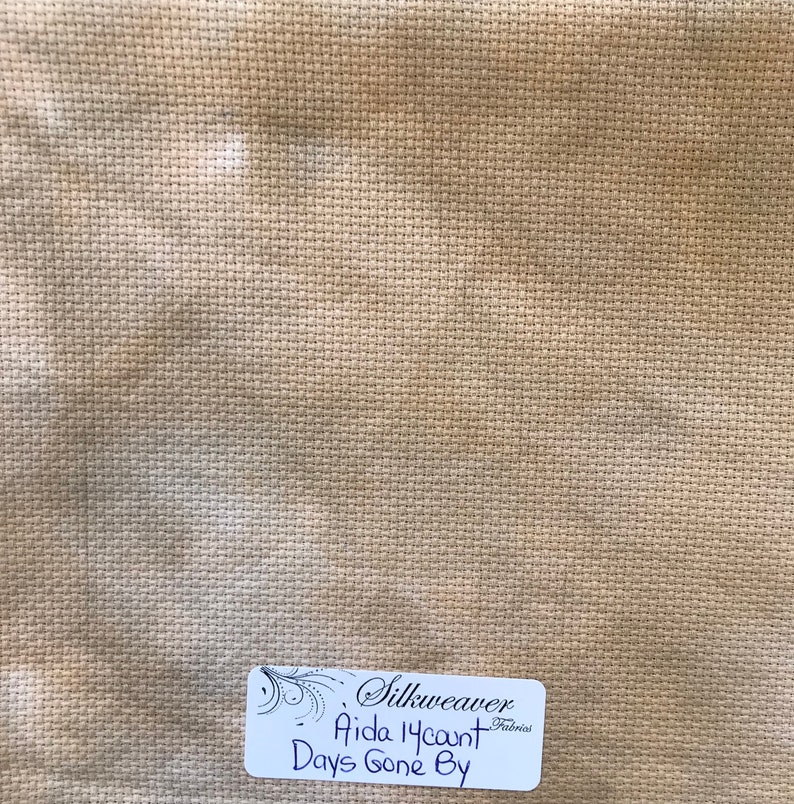 Silkweaver
Fabrics
Aida 14count
Days Gone By